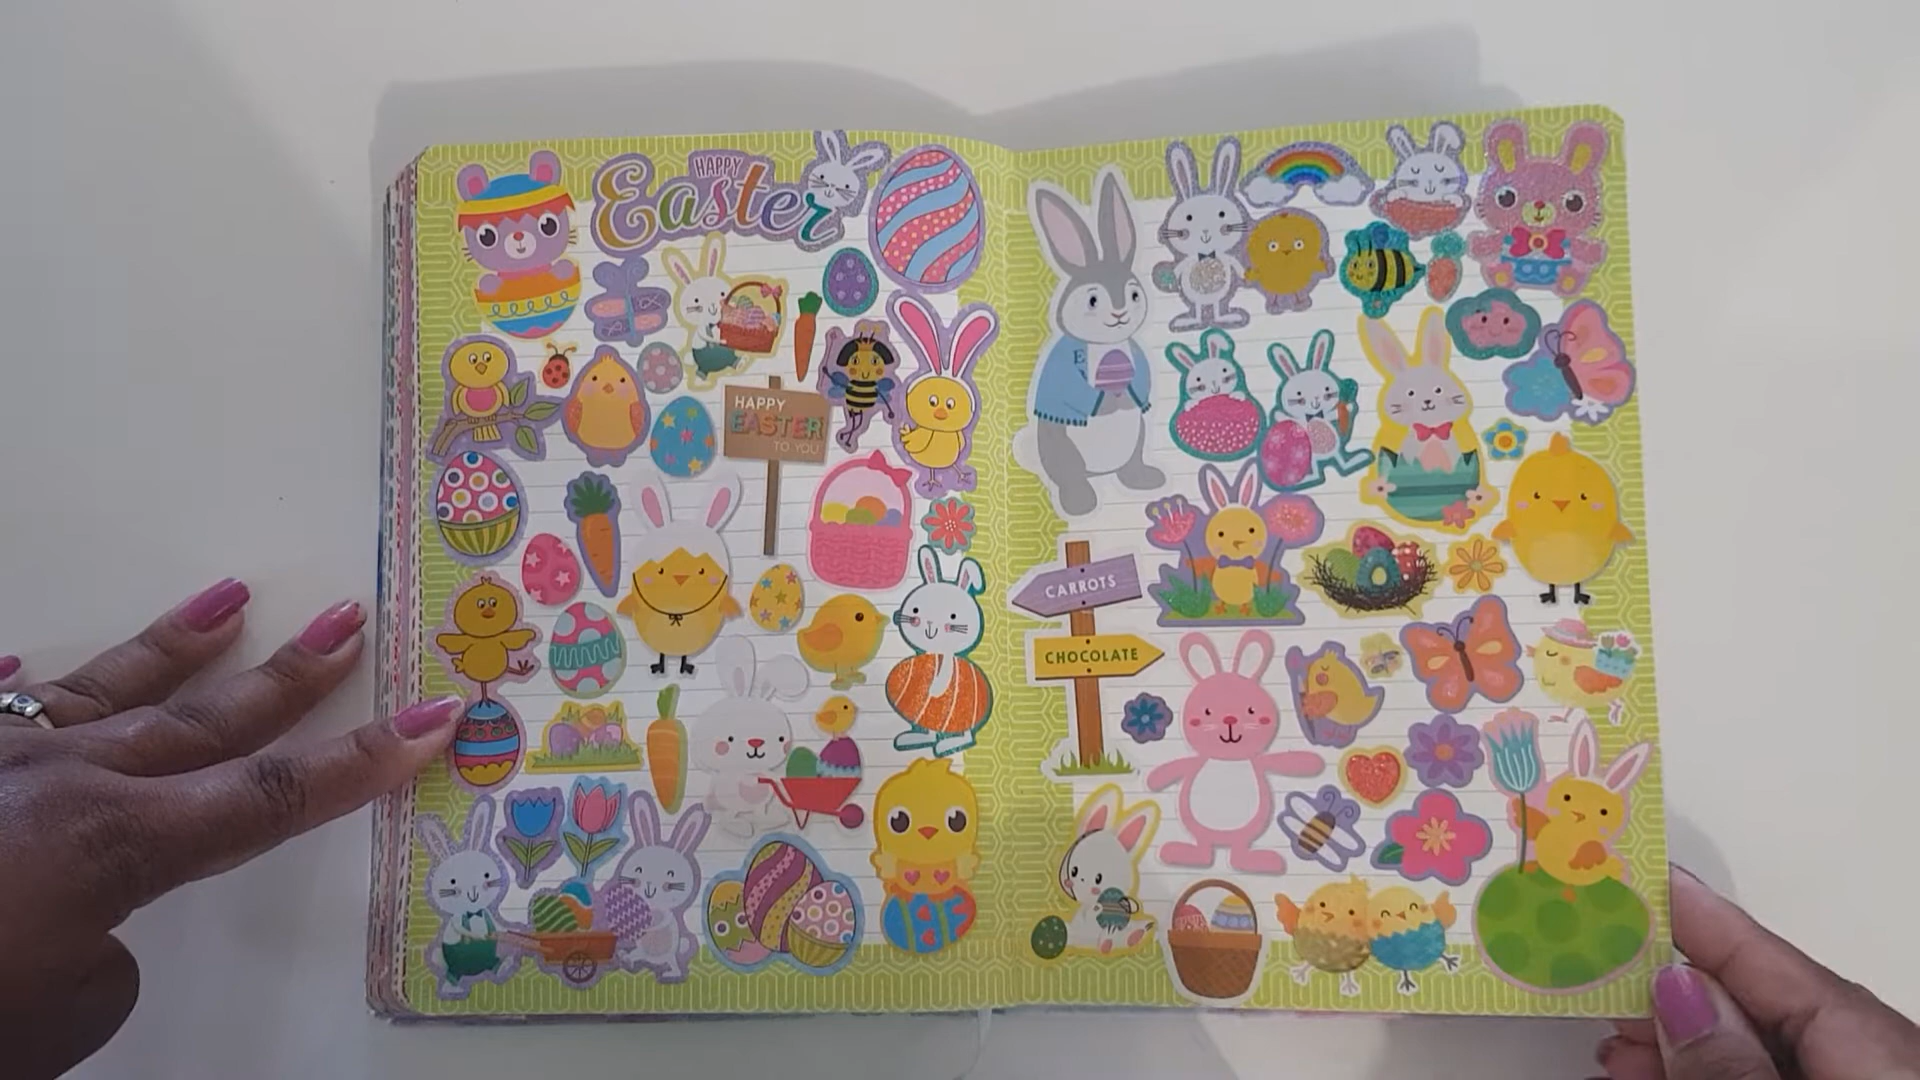 HAPPY
Easter
HAPPY
EASTER
TO YOU
E
CARROTS
CHOCOLATE